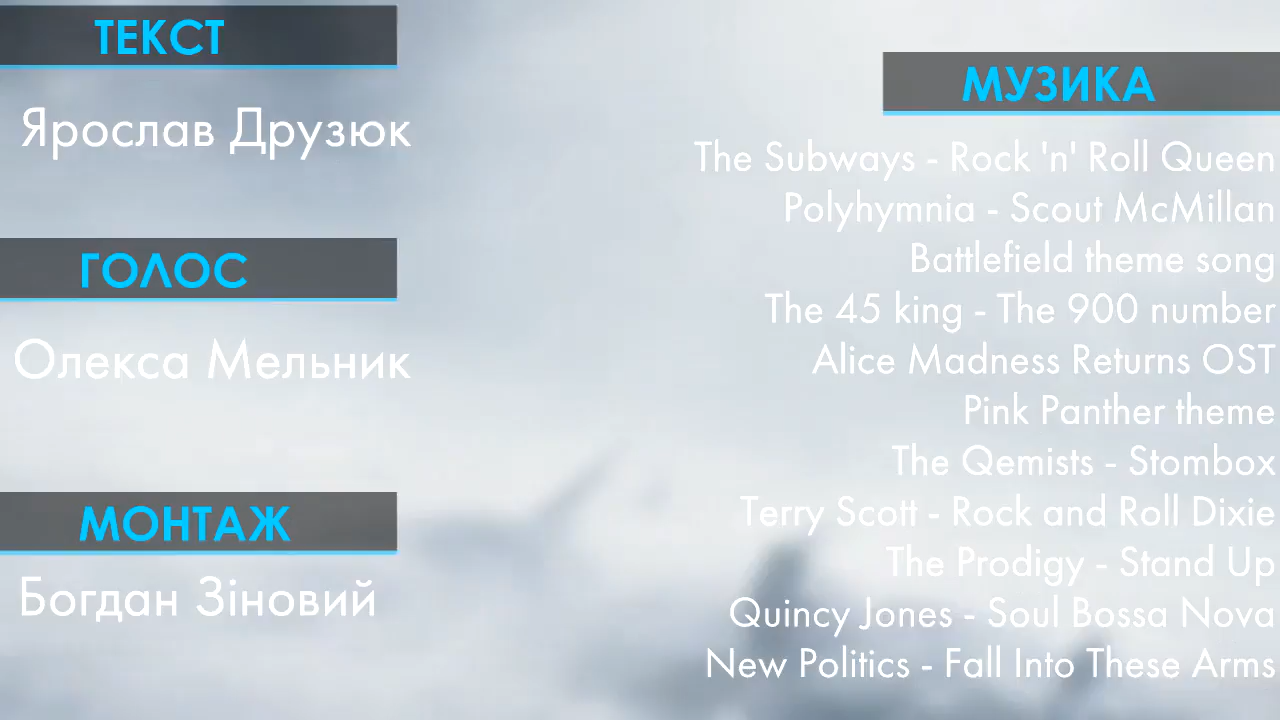 ТЕКСТ
Ярослав Друзюк
ГОЛОС
Олекса Мельник
МОНТАЖ
Богдан Зіновий
МУЗИКА
The Subways - Rock 'n' Roll Queen
Polyhymnia - Scout McMillan
Battlefield theme song
The 45 king - The 900 number
Alice Madness Returns OST
Pink Panther theme
The Qemists - Stombox
Terry Scott - Rock and Roll Dixie
The Prodigy - Stand Up
Quincy Jones - Soul Bossa Nova
New Politics - Fall Into These Arms